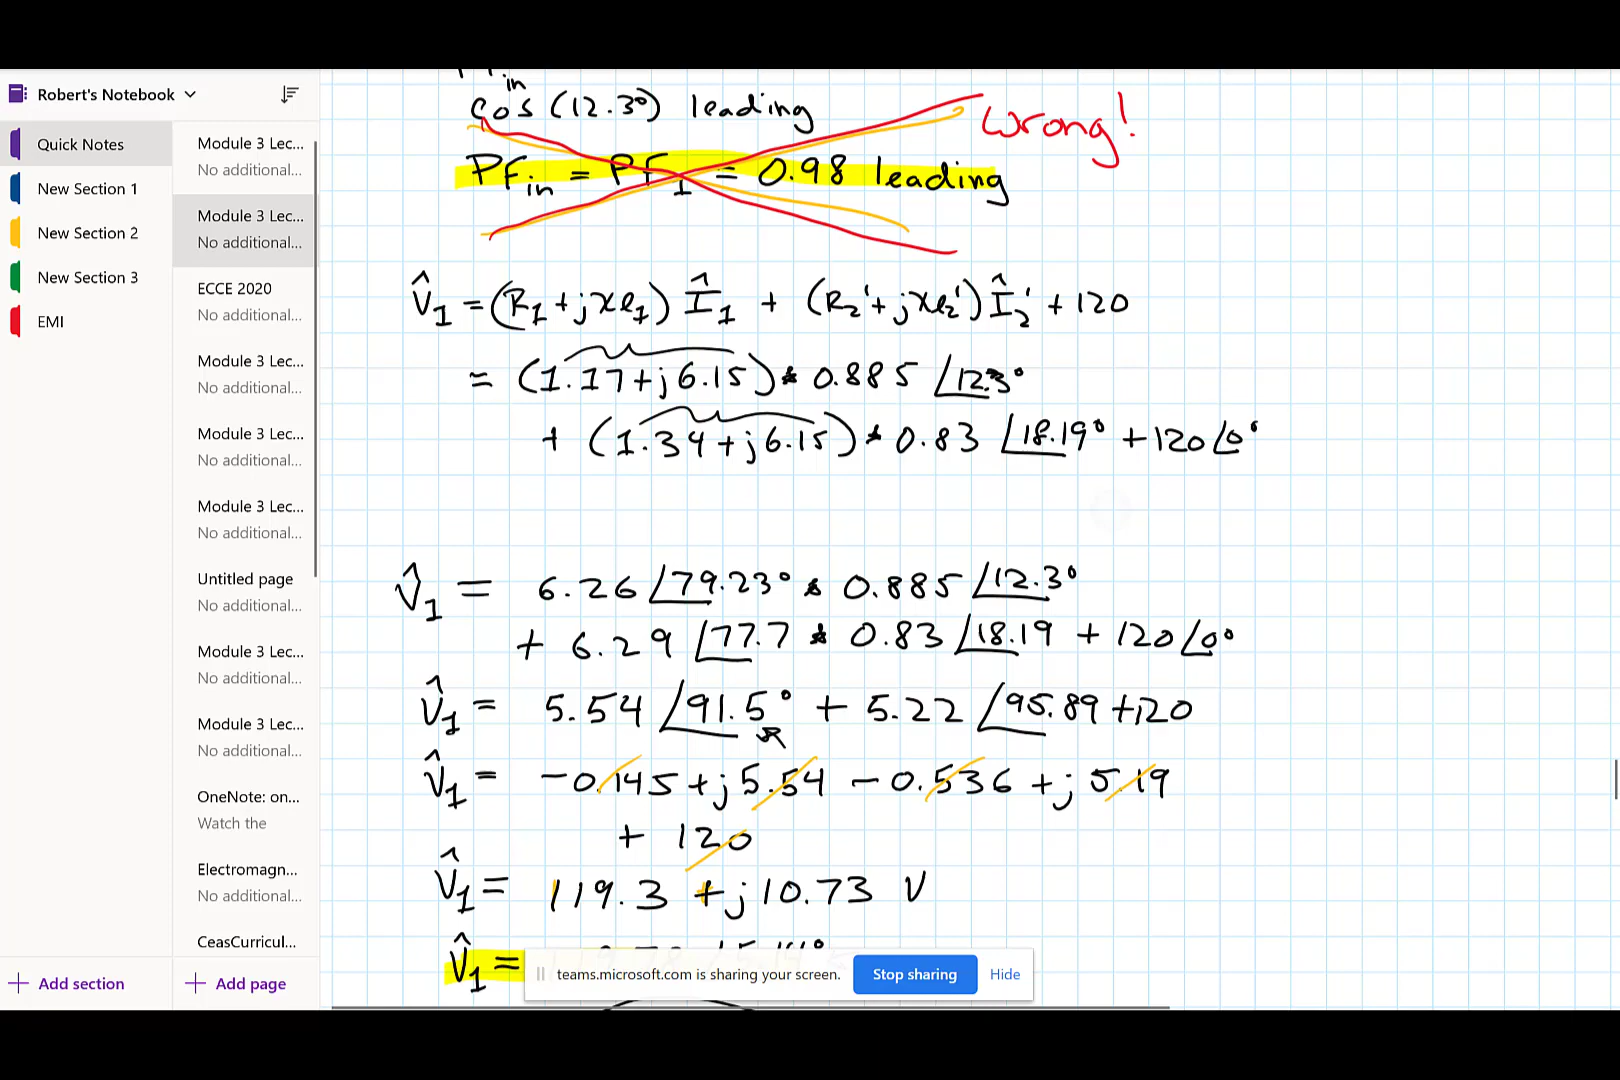 Robert's Notebook
Quick Notes
New Section 1
New Section 2
New Section 3
EMI
Add section
Module 3 Lec...
No additional...
Module 3 Lec...
No additional...
ECCE 2020
No additional...
Module 3 Lec...
No additional...
Module 3 Lec...
No additional...
Module 3 Lec...
No additional...
Untitled page
No additional...
Module 3 Lec...
No additional...
Module 3 Lec...
No additional...
OneNote: on...
Watch the
Electromagn...
No additional...
CeasCurricul...
Add page
in
cos (12.3°) leading
Wrong!
PFin = PF1 = 0.98 leading
V̂1 = (R1 + jxl1) Î1 + (R2' + jxl2') Î2' + 120
= (1.17 + j6.15) * 0.885 ∠12.3°
+ (1.34 + j6.15) * 0.83 ∠18.19° + 120∠0°
V̂1 = 6.26 ∠79.23° * 0.885 ∠12.3°
+ 6.29 ∠77.7 * 0.83 ∠18.19 + 120∠0°
V̂1 = 5.54 ∠91.5° + 5.22 ∠95.89 + 120
V̂1 = -0.145 + j5.54 - 0.536 + j5.19
+ 120
V̂1 = 119.3 + j10.73 V
V̂1 =
teams.microsoft.com is sharing your screen.
Stop sharing
Hide